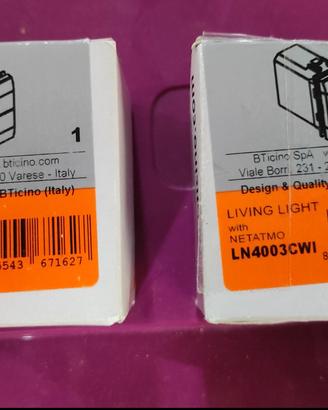 1
bticino.com
0 Varese - Italy
BTicino (Italy)
543 671627
BTicino SpA
Viale Borri, 231 - 2
Design & Quality
LIVING LIGHT
with
NETATMO
LN4003CWI
8